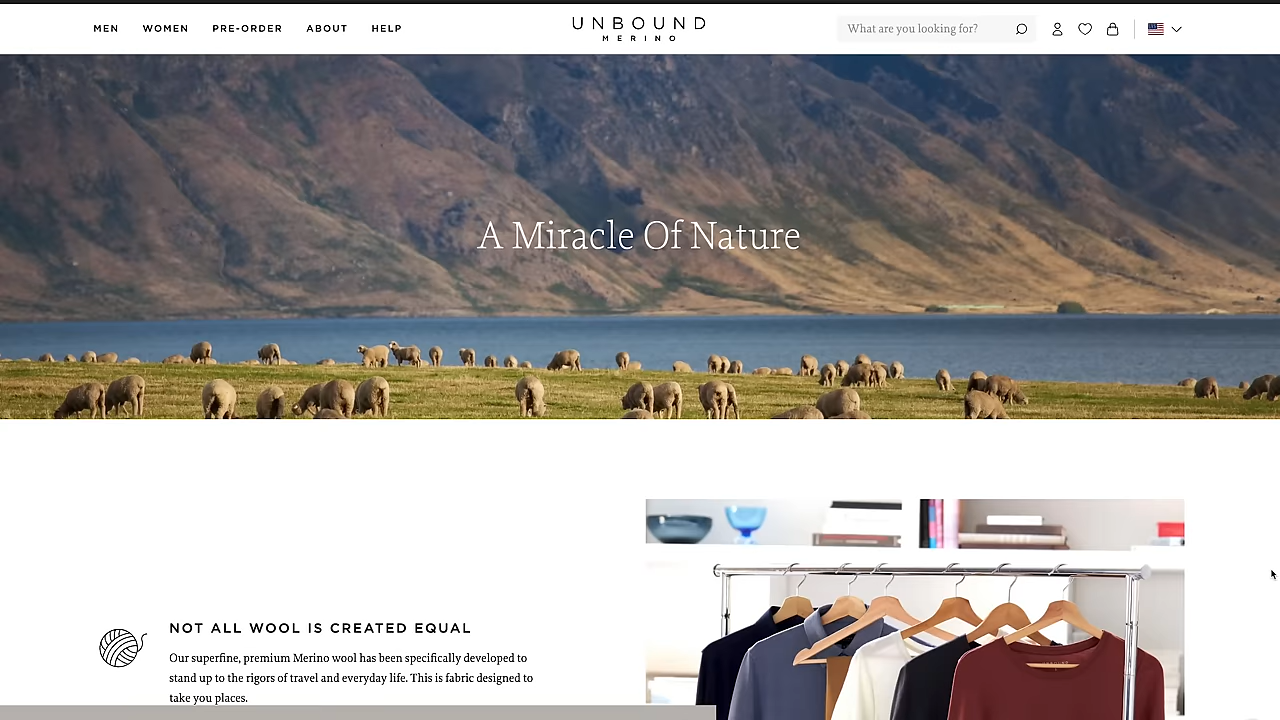 MEN WOMEN PRE-ORDER ABOUT HELP
UNBOUND
MERINO
What are you looking for?
A Miracle Of Nature
NOT ALL WOOL IS CREATED EQUAL
Our superfine, premium Merino wool has been specifically developed to
stand up to the rigors of travel and everyday life. This is fabric designed to
take you places.